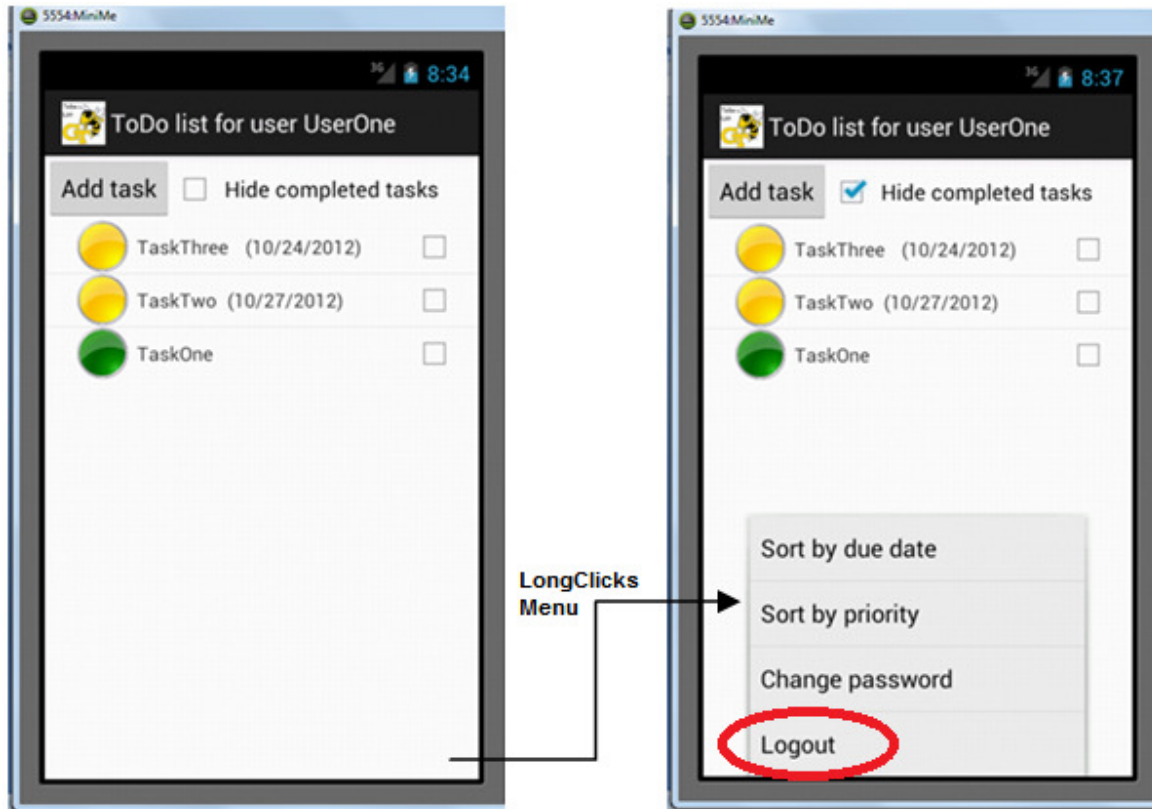 5554:MiniMe
3G 8:34
ToDo list for user UserOne
Add task Hide completed tasks
TaskThree (10/24/2012)
TaskTwo (10/27/2012)
TaskOne
LongClicks
Menu
5554:MiniMe
3G 8:37
ToDo list for user UserOne
Add task Hide completed tasks
TaskThree (10/24/2012)
TaskTwo (10/27/2012)
TaskOne
Sort by due date
Sort by priority
Change password
Logout